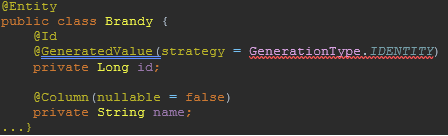 @Entity
public class Brandy {
@Id
@GeneratedValue(strategy = GenerationType.IDENTITY)
private Long id;
@Column(nullable = false)
private String name;
...}